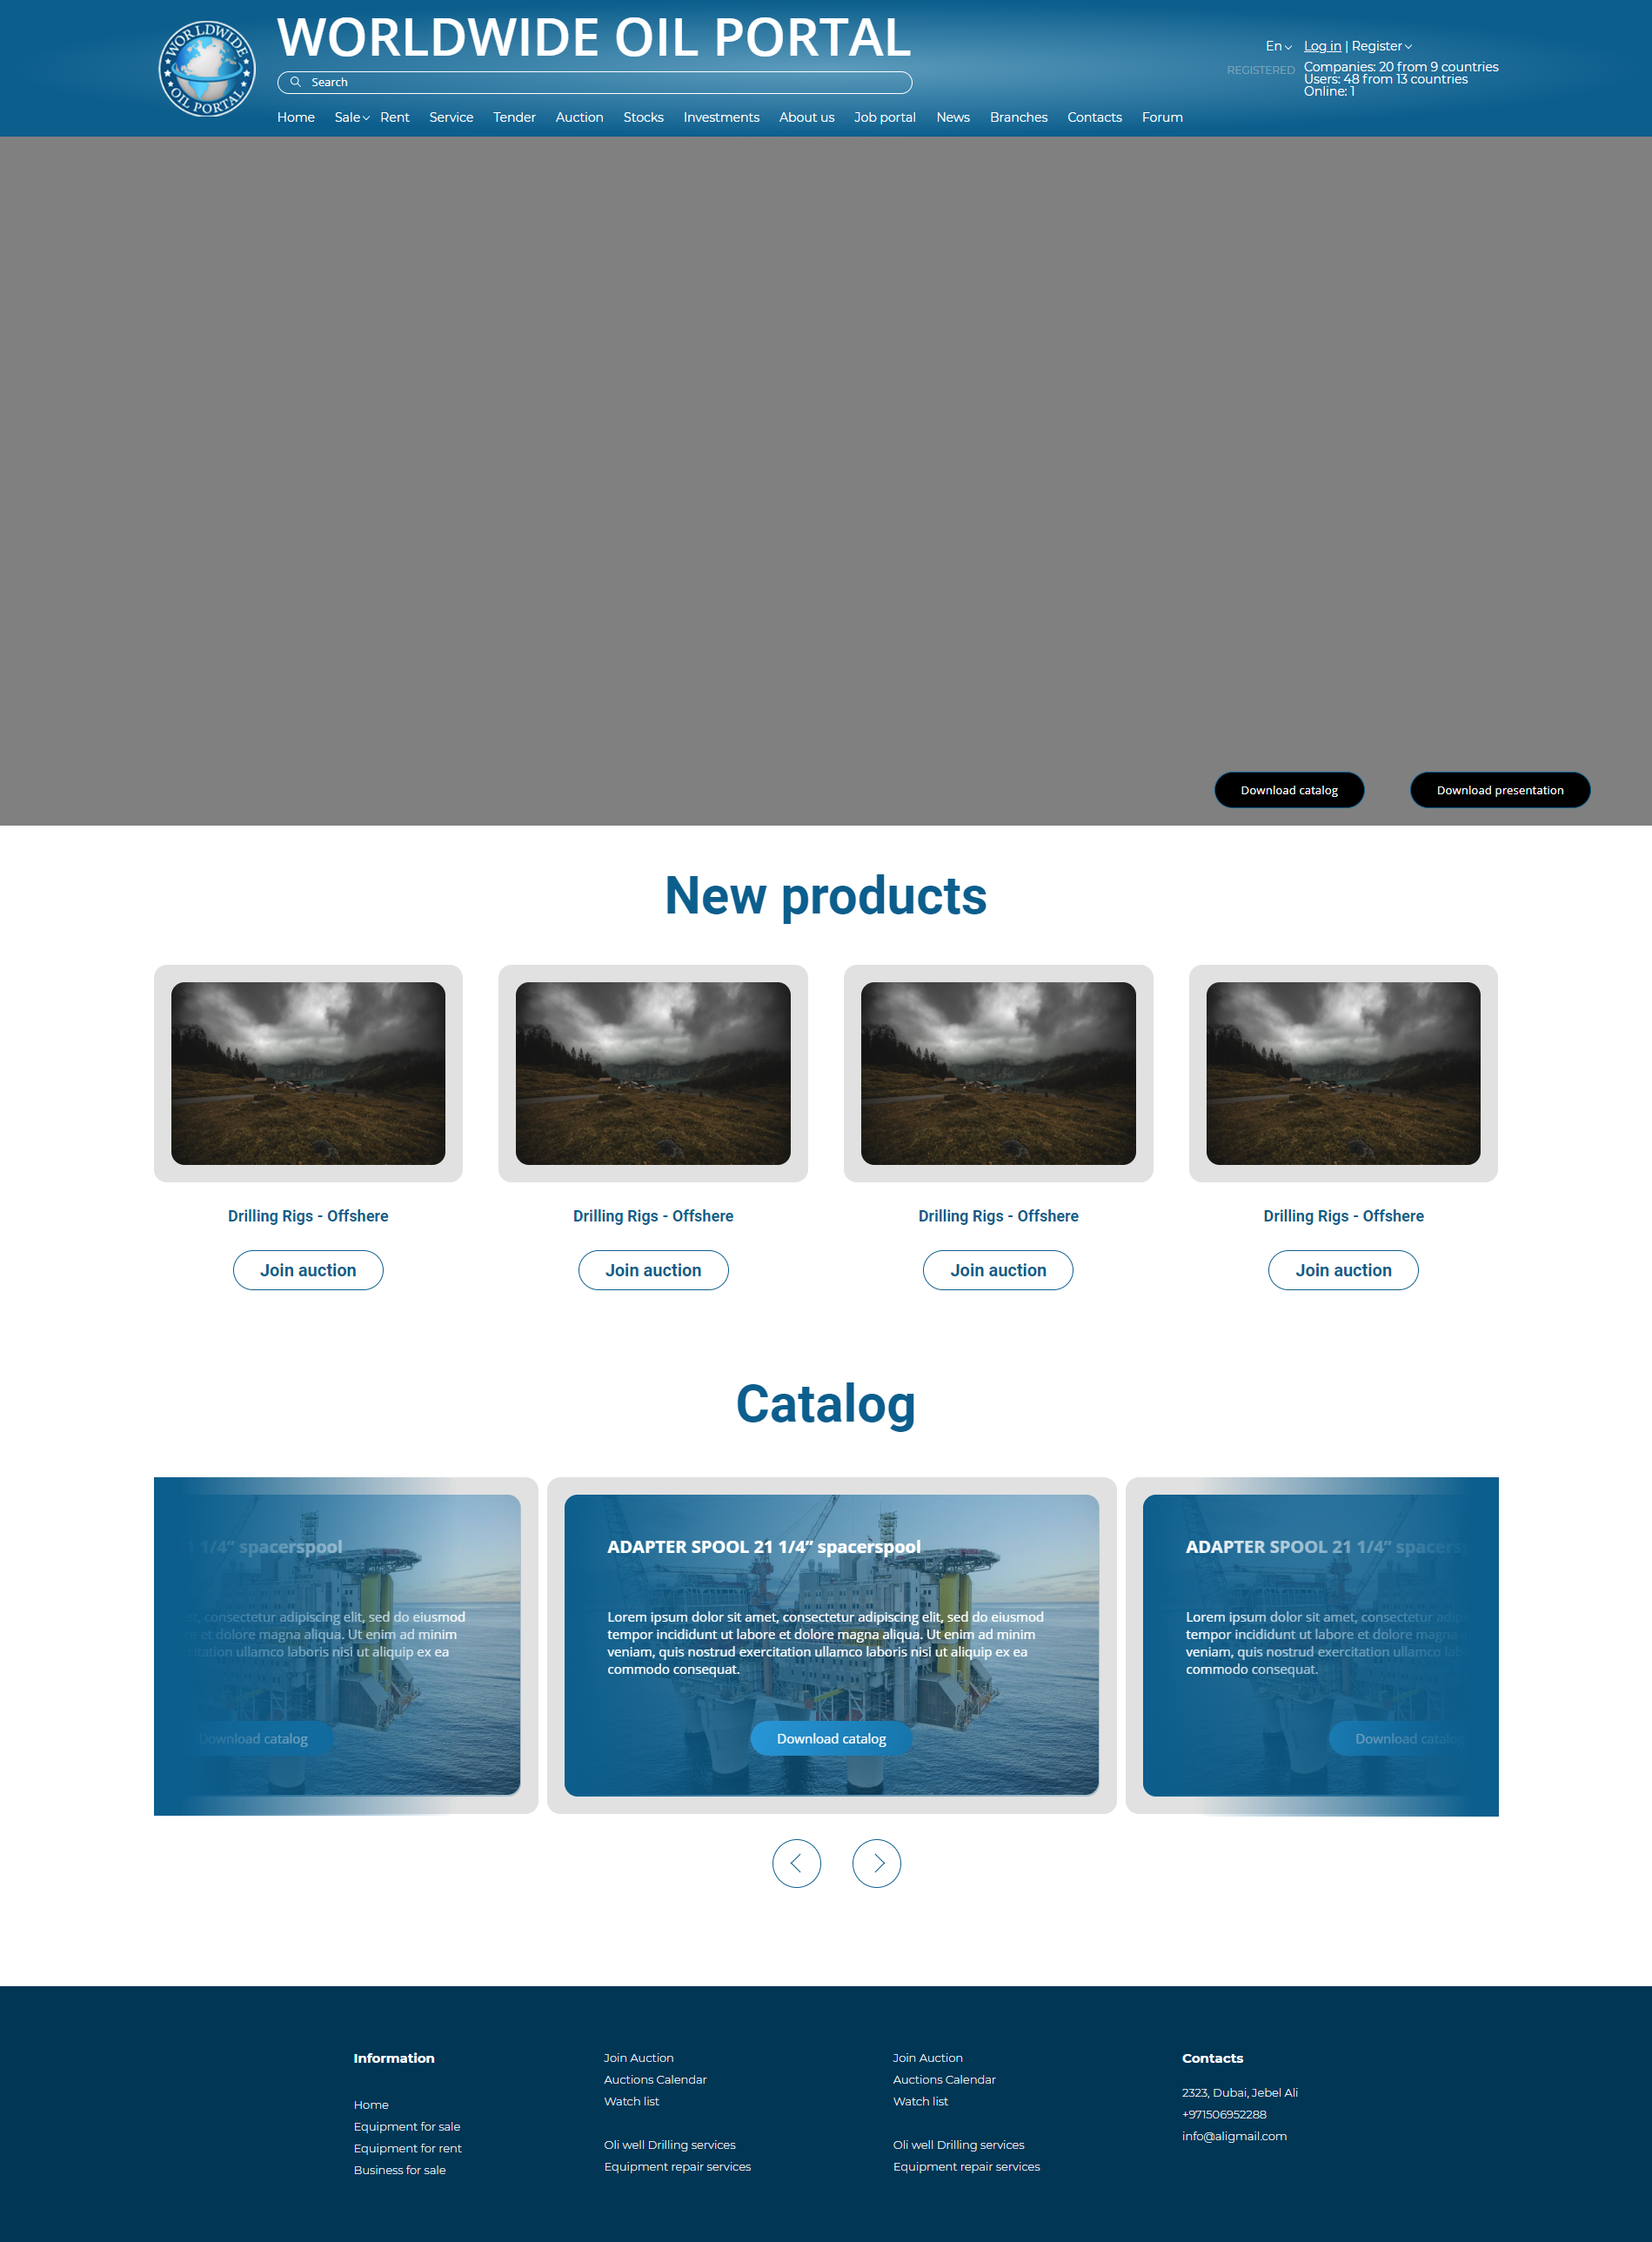 WORLDWIDE
OIL PORTAL
WORLDWIDE OIL PORTAL
Search
En
Log in | Register
REGISTERED
Companies: 20 from 9 countries
Users: 48 from 13 countries
Online: 1
Home Sale Rent Service Tender Auction Stocks Investments About us Job portal News Branches Contacts Forum
Download catalog
Download presentation
New products
Drilling Rigs - Offshere
Drilling Rigs - Offshere
Drilling Rigs - Offshere
Drilling Rigs - Offshere
Join auction
Join auction
Join auction
Join auction
Catalog
1 1/4” spacerspool
et, consectetur adipiscing elit, sed do eiusmod
re et dolore magna aliqua. Ut enim ad minim
citation ullamco laboris nisi ut aliquip ex ea
Download catalog
ADAPTER SPOOL 21 1/4” spacerspool
Lorem ipsum dolor sit amet, consectetur adipiscing elit, sed do eiusmod
tempor incididunt ut labore et dolore magna aliqua. Ut enim ad minim
veniam, quis nostrud exercitation ullamco laboris nisi ut aliquip ex ea
commodo consequat.
Download catalog
ADAPTER SPOOL 21 1/4” spacers
Lorem ipsum dolor sit amet, consectetur adip
tempor incididunt ut labore et dolore magna
veniam, quis nostrud exercitation ullamco lab
commodo consequat.
Download catalog
Information
Home
Equipment for sale
Equipment for rent
Business for sale
Join Auction
Auctions Calendar
Watch list
Oli well Drilling services
Equipment repair services
Join Auction
Auctions Calendar
Watch list
Oli well Drilling services
Equipment repair services
Contacts
2323, Dubai, Jebel Ali
+971506952288
info@aligmail.com